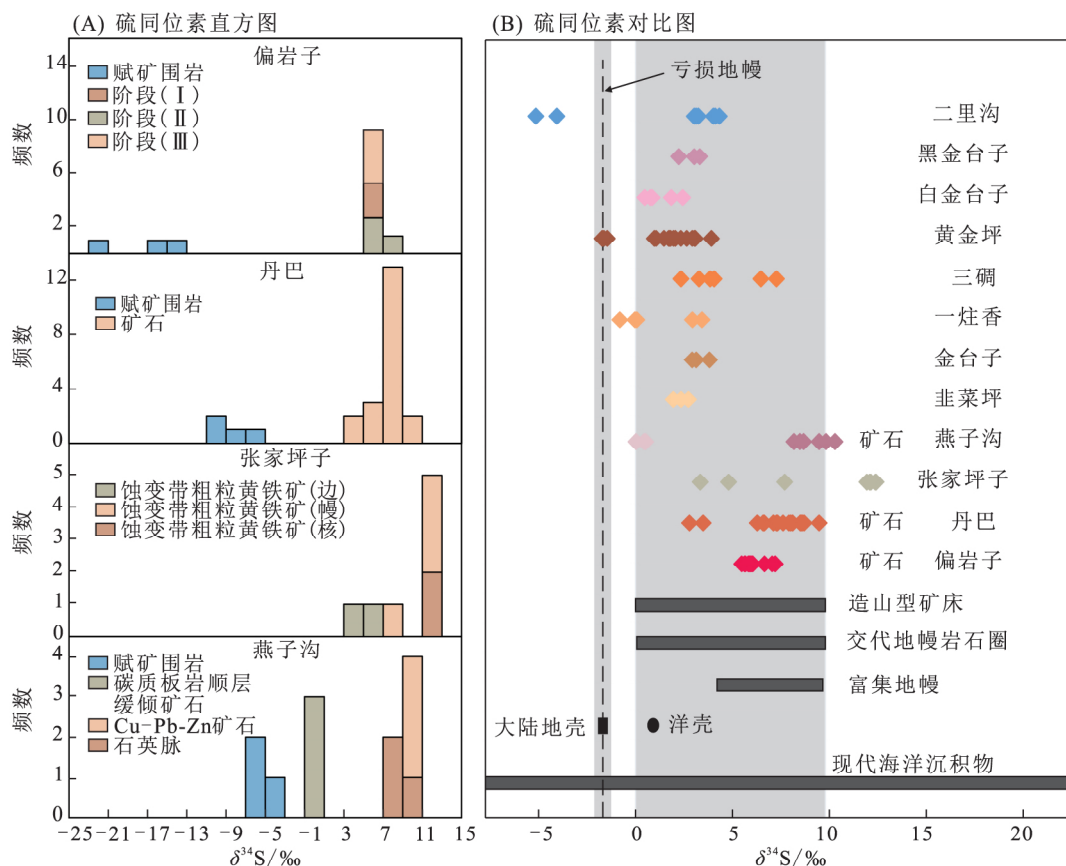 (A) 硫同位素直方图
偏岩子
14
10
6
2
频数
赋矿围岩
阶段(Ⅰ)
阶段(Ⅱ)
阶段(Ⅲ)
丹巴
12
8
4
0
频数
赋矿围岩
矿石
张家坪子
5
4
3
2
1
0
频数
蚀变带粗粒黄铁矿(边)
蚀变带粗粒黄铁矿(幔)
蚀变带粗粒黄铁矿(核)
燕子沟
4
3
2
1
0
频数
赋矿围岩
碳质板岩顺层
缓倾矿石
Cu-Pb-Zn矿石
石英脉
-25 -21 -17 -13 -9 -5 -1 3 7 11 15
δ³⁴S/‰
(B) 硫同位素对比图
亏损地幔
二里沟
黑金台子
白金台子
黄金坪
三碉
一炷香
金台子
韭菜坪
矿石 燕子沟
张家坪子
矿石 丹巴
矿石 偏岩子
造山型矿床
交代地幔岩石圈
富集地幔
大陆地壳 洋壳
现代海洋沉积物
-5 0 5 10 15 20
δ³⁴S/‰